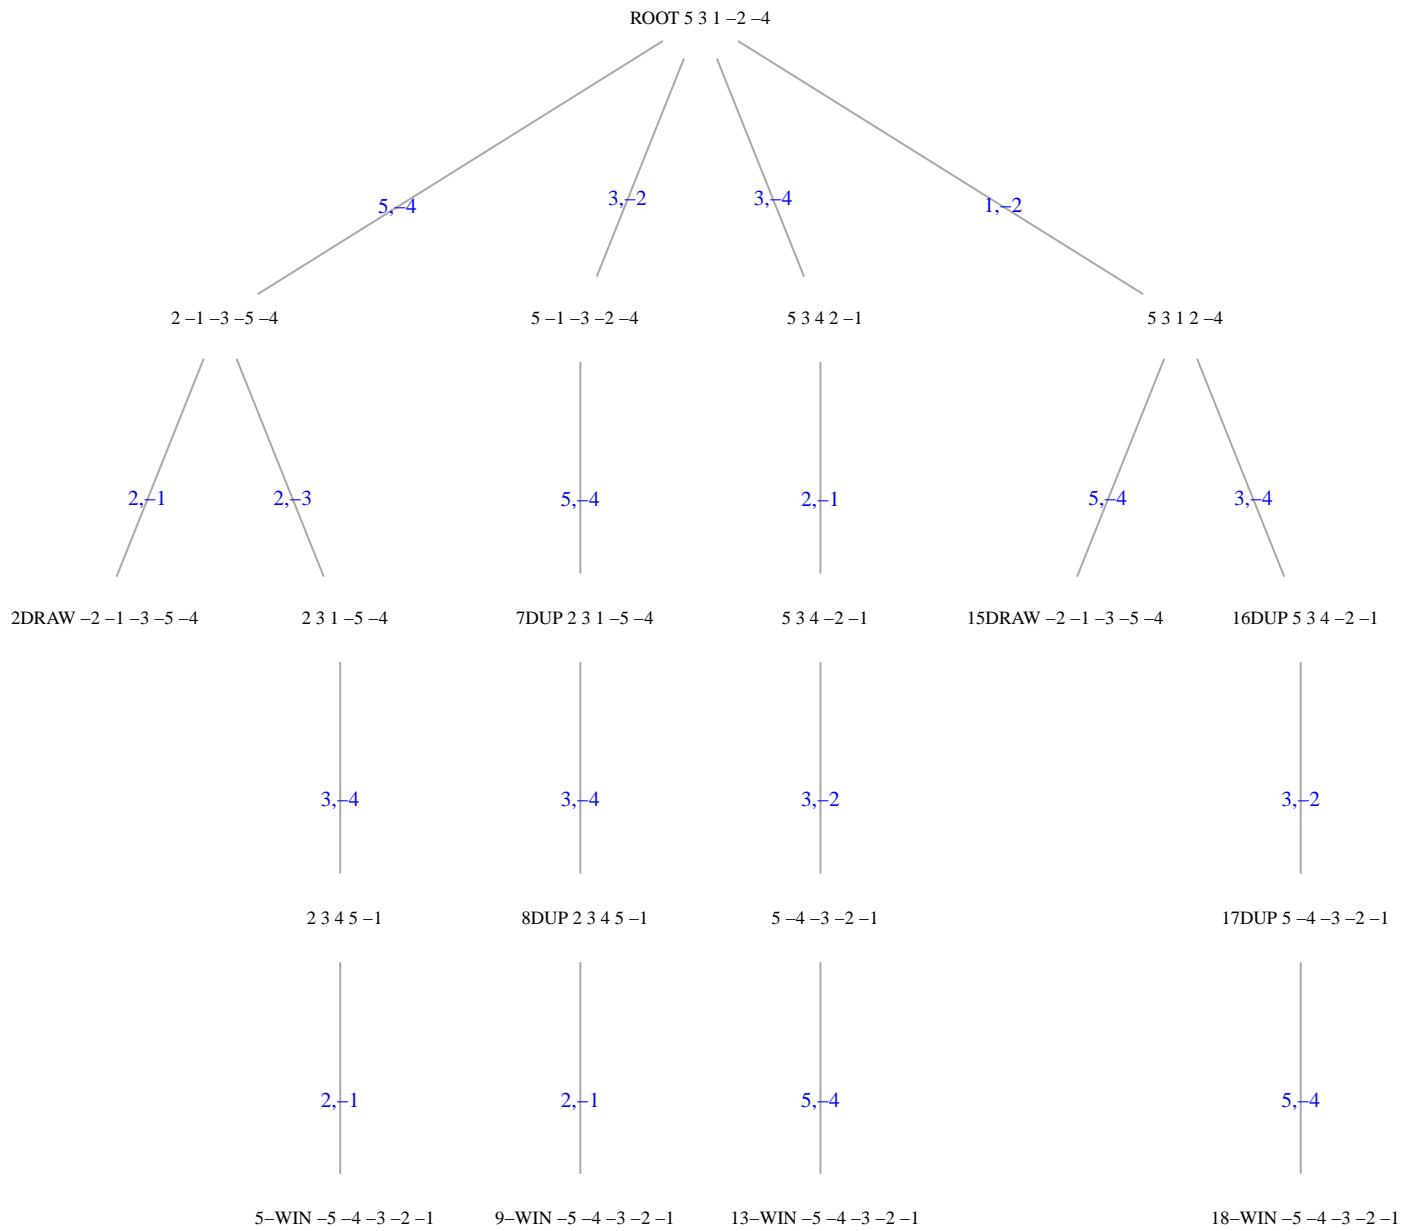 ROOT 5 3 1 –2 –4
5,–4
3,–2
3,–4
1,–2
2 –1 –3 –5 –4
5 –1 –3 –2 –4
5 3 4 2 –1
5 3 1 2 –4
2,–1
2,–3
5,–4
2,–1
5,–4
3,–4
2DRAW –2 –1 –3 –5 –4
2 3 1 –5 –4
7DUP 2 3 1 –5 –4
5 3 4 –2 –1
15DRAW –2 –1 –3 –5 –4
16DUP 5 3 4 –2 –1
3,–4
3,–4
3,–2
3,–2
2 3 4 5 –1
8DUP 2 3 4 5 –1
5 –4 –3 –2 –1
17DUP 5 –4 –3 –2 –1
2,–1
2,–1
5,–4
5,–4
5–WIN –5 –4 –3 –2 –1
9–WIN –5 –4 –3 –2 –1
13–WIN –5 –4 –3 –2 –1
18–WIN –5 –4 –3 –2 –1